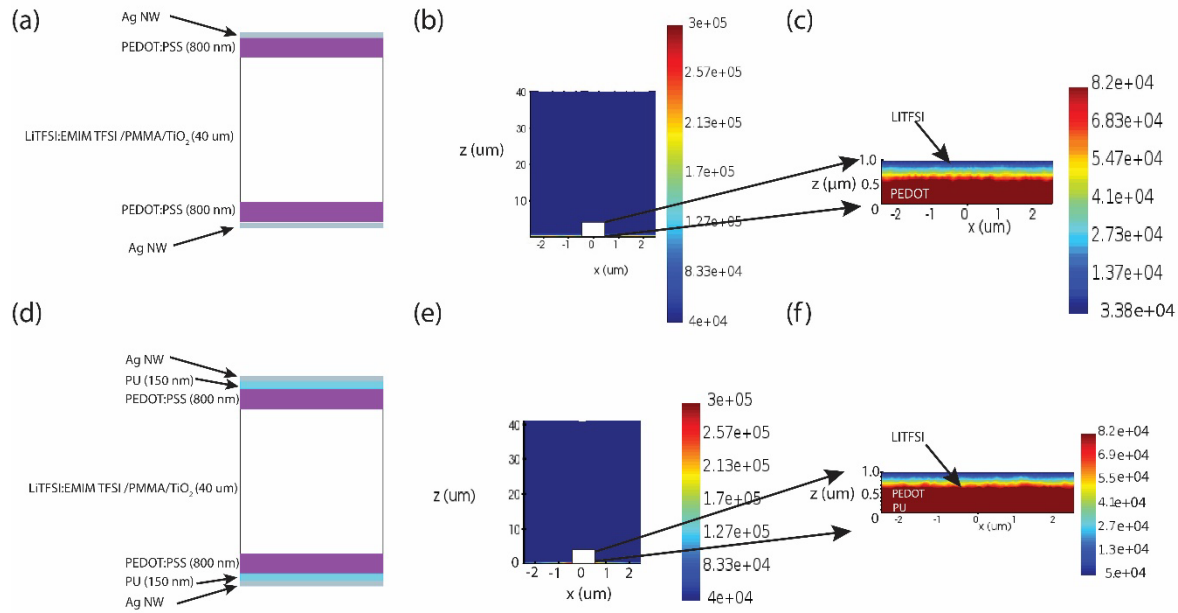 (a)
Ag NW
PEDOT:PSS (800 nm)
LiTFSI:EMIM TFSI /PMMA/TiO₂ (40 um)
PEDOT:PSS (800 nm)
Ag NW
(b)
3e+05
2.57e+05
2.13e+05
1.7e+05
1.27e+05
8.33e+04
4e+04
40
30
20
10
z (um)
-2 -1 0 1 2
x (um)
(c)
LITFSI
1.0
z (μm)
0.5
0
PEDOT
-2 -1 0 1 2
x (um)
8.2e+04
6.83e+04
5.47e+04
4.1e+04
2.73e+04
1.37e+04
3.38e+04
(d)
Ag NW
PU (150 nm)
PEDOT:PSS (800 nm)
LiTFSI:EMIM TFSI /PMMA/TiO₂ (40 um)
PEDOT:PSS (800 nm)
PU (150 nm)
Ag NW
(e)
3e+05
2.57e+05
2.13e+05
1.7e+05
1.27e+05
8.33e+04
4e+04
40
30
20
10
0
z (um)
-2 -1 0 1 2
x (um)
(f)
LITFSI
1.0
z (um)
0.5
0
PEDOT
PU
-2 -1 0 1 2
x (um)
8.2e+04
6.9e+04
5.4e+04
4.1e+04
2.7e+04
1.3e+04
5e+04